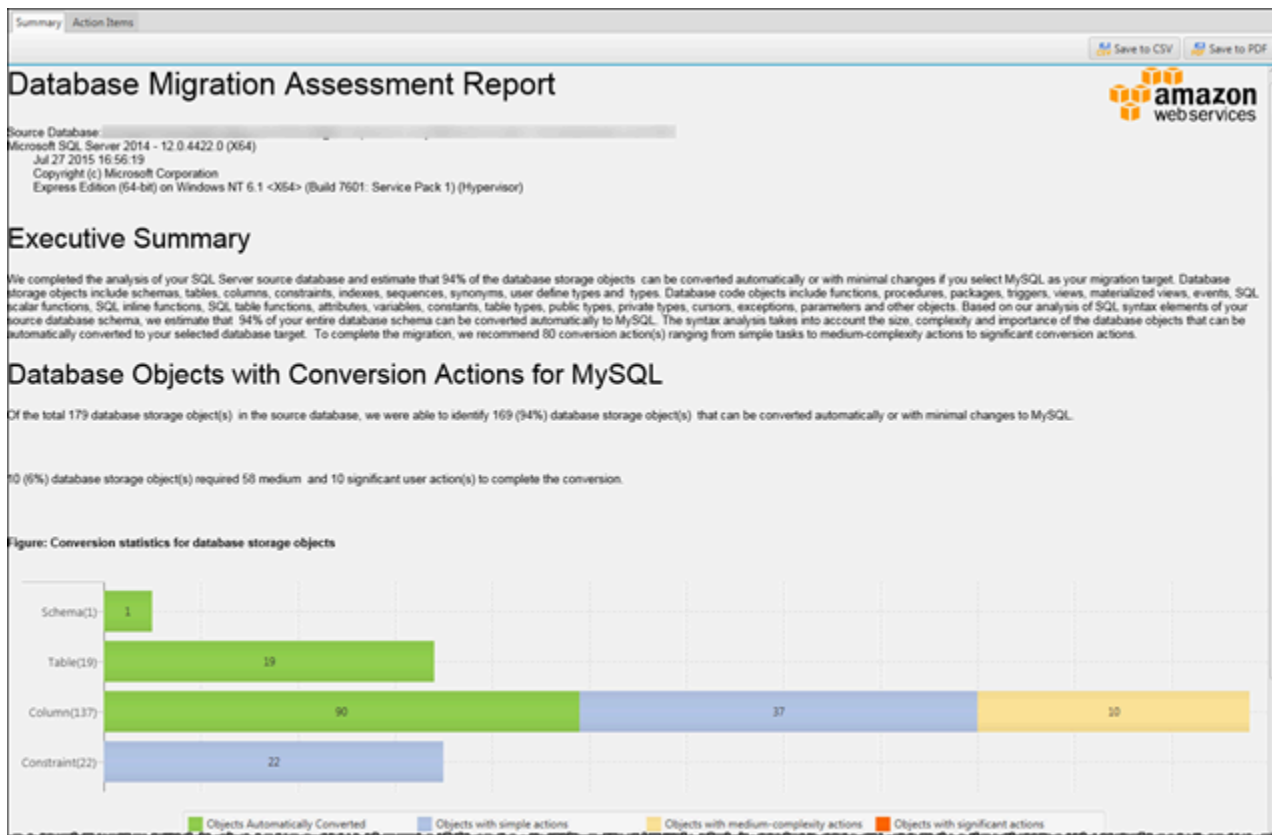 Summary Action Items
Save to CSV Save to PDF
Database Migration Assessment Report
amazon
webservices
Source Database:
Microsoft SQL Server 2014 - 12.0.4422.0 (X64)
Jul 27 2015 16:56:19
Copyright (c) Microsoft Corporation
Express Edition (64-bit) on Windows NT 6.1 <X64> (Build 7601: Service Pack 1) (Hypervisor)
Executive Summary
We completed the analysis of your SQL Server source database and estimate that 94% of the database storage objects can be converted automatically or with minimal changes if you select MySQL as your migration target. Database
storage objects include schemas, tables, columns, constraints, indexes, sequences, synonyms, user define types and types. Database code objects include functions, procedures, packages, triggers, views, materialized views, events, SQL
scalar functions, SQL inline functions, SQL table functions, attributes, variables, constants, table types, public types, private types, cursors, exceptions, parameters and other objects. Based on our analysis of SQL syntax elements of your
source database schema, we estimate that 94% of your entire database schema can be converted automatically to MySQL. The syntax analysis takes into account the size, complexity and importance of the database objects that can be
automatically converted to your selected database target. To complete the migration, we recommend 80 conversion action(s) ranging from simple tasks to medium-complexity actions to significant conversion actions.
Database Objects with Conversion Actions for MySQL
Of the total 179 database storage object(s) in the source database, we were able to identify 169 (94%) database storage object(s) that can be converted automatically or with minimal changes to MySQL.
10 (6%) database storage object(s) required 58 medium and 10 significant user action(s) to complete the conversion.
Figure: Conversion statistics for database storage objects
Schema(1) 1
Table(19) 19
Column(137) 90 37 10
Constraint(22) 22
Objects Automatically Converted Objects with simple actions Objects with medium-complexity actions Objects with significant actions